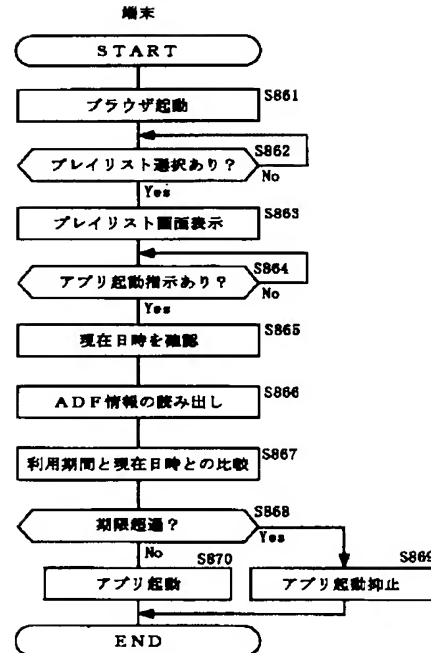 端末
START
ブラウザ起動
S861
プレイリスト選択あり？
S862
No
Yes
プレイリスト画面表示
S863
アプリ起動指示あり？
S864
No
Yes
現在日時を確認
S865
ADF情報の読み出し
S866
利用期間と現在日時との比較
S867
期限超過？
S868
Yes
No
アプリ起動
S870
アプリ起動抑止
S869
END